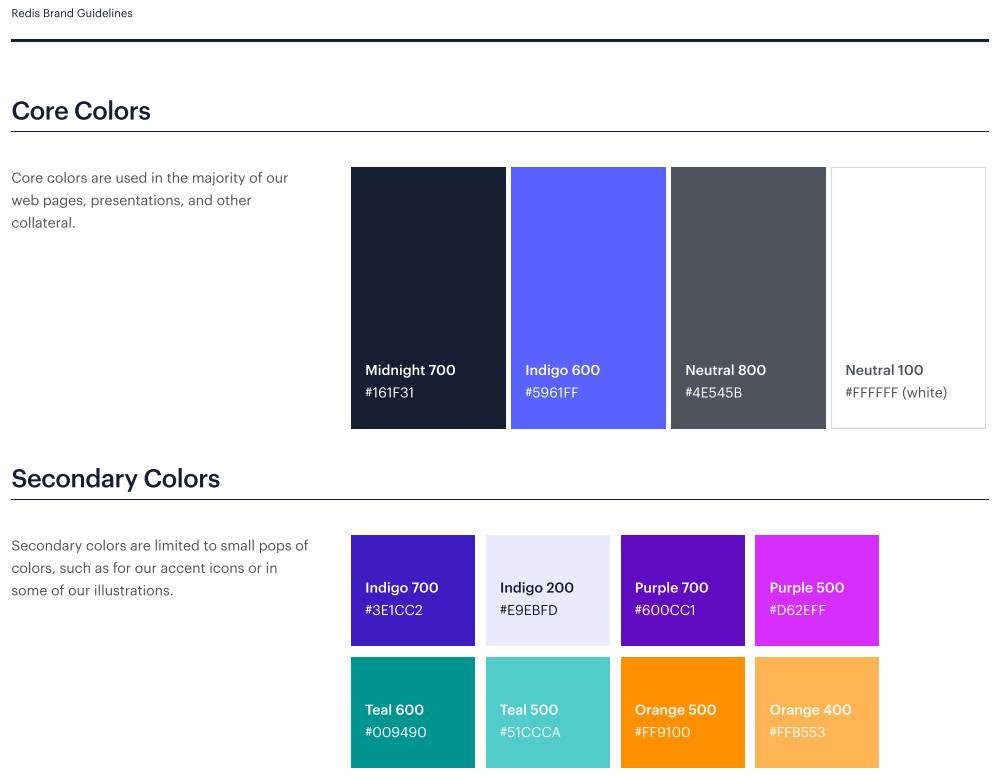 Redis Brand Guidelines
Core Colors
Core colors are used in the majority of our
web pages, presentations, and other
collateral.
Midnight 700
#161F31
Indigo 600
#5961FF
Neutral 800
#4E545B
Neutral 100
#FFFFFF (white)
Secondary Colors
Secondary colors are limited to small pops of
colors, such as for our accent icons or in
some of our illustrations.
Indigo 700
#3E1CC2
Indigo 200
#E9EBFD
Purple 700
#600CC1
Purple 500
#D62EFF
Teal 600
#009490
Teal 500
#51CCCA
Orange 500
#FF9100
Orange 400
#FFB553